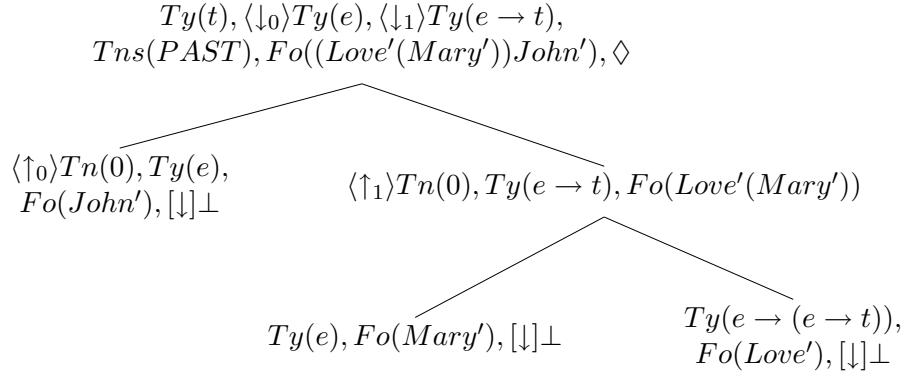 Ty(t), ⟨↓₀⟩Ty(e), ⟨↓₁⟩Ty(e → t),
Tns(PAST), Fo((Love′(Mary′))John′), ◊
⟨↑₀⟩Tn(0), Ty(e),
Fo(John′), [↓]⊥
⟨↑₁⟩Tn(0), Ty(e → t), Fo(Love′(Mary′))
Ty(e), Fo(Mary′), [↓]⊥
Ty(e → (e → t)),
Fo(Love′), [↓]⊥